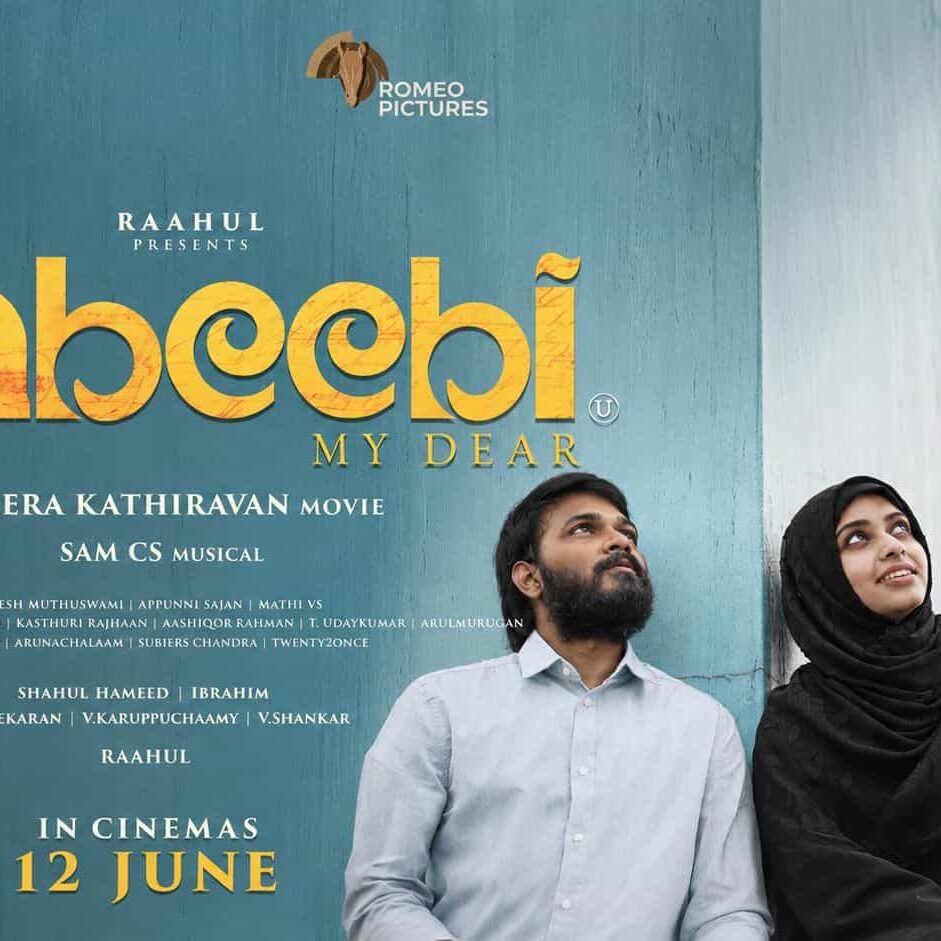 ROMEO
PICTURES
RAAHUL
PRESENTS
abeebi
U
MY DEAR
ERA KATHIRAVAN MOVIE
SAM CS MUSICAL
ESH MUTHUSWAMI | APPUNNI SAJAN | MATHI VS
| KASTHURI RAJHAAN | AASHIQOR RAHMAN | T. UDAYKUMAR | ARULMURUGAN
| ARUNACHALAAM | SUBIERS CHANDRA | TWENTY2ONCE
SHAHUL HAMEED | IBRAHIM
EKARAN | V.KARUPPUCHAAMY | V.SHANKAR
RAAHUL
IN CINEMAS
12 JUNE